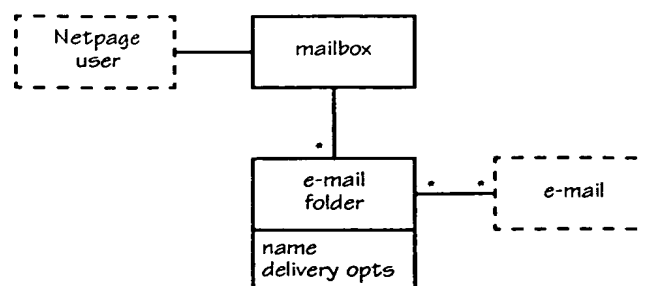 Netpage
user
mailbox
*
e-mail
folder
* *
e-mail
name
delivery opts